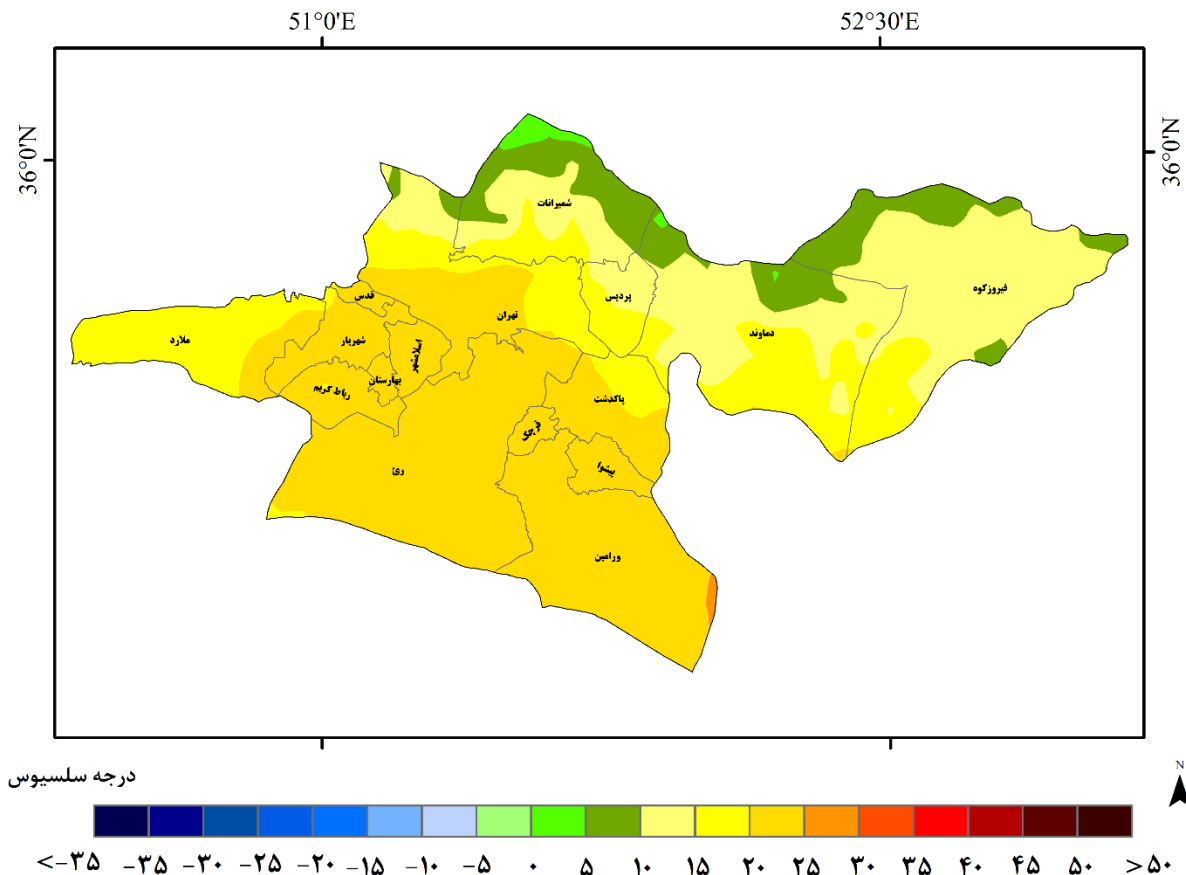 51°0'E 52°30'E
36°0'N 36°0'N
شمیرانات
فیروزکوه
پردیس
قدس
تهران
دماوند
ملارد
شهریار
اسلامشهر
بهارستان
رباط کریم
پاکدشت
قرچک
ری
پیشوا
ورامین
درجه سلسیوس
N
<-۳۵ -۳۵ -۳۰ -۲۵ -۲۰ -۱۵ -۱۰ -۵ ۰ ۵ ۱۰ ۱۵ ۲۰ ۲۵ ۳۰ ۳۵ ۴۰ ۴۵ ۵۰ >۵۰